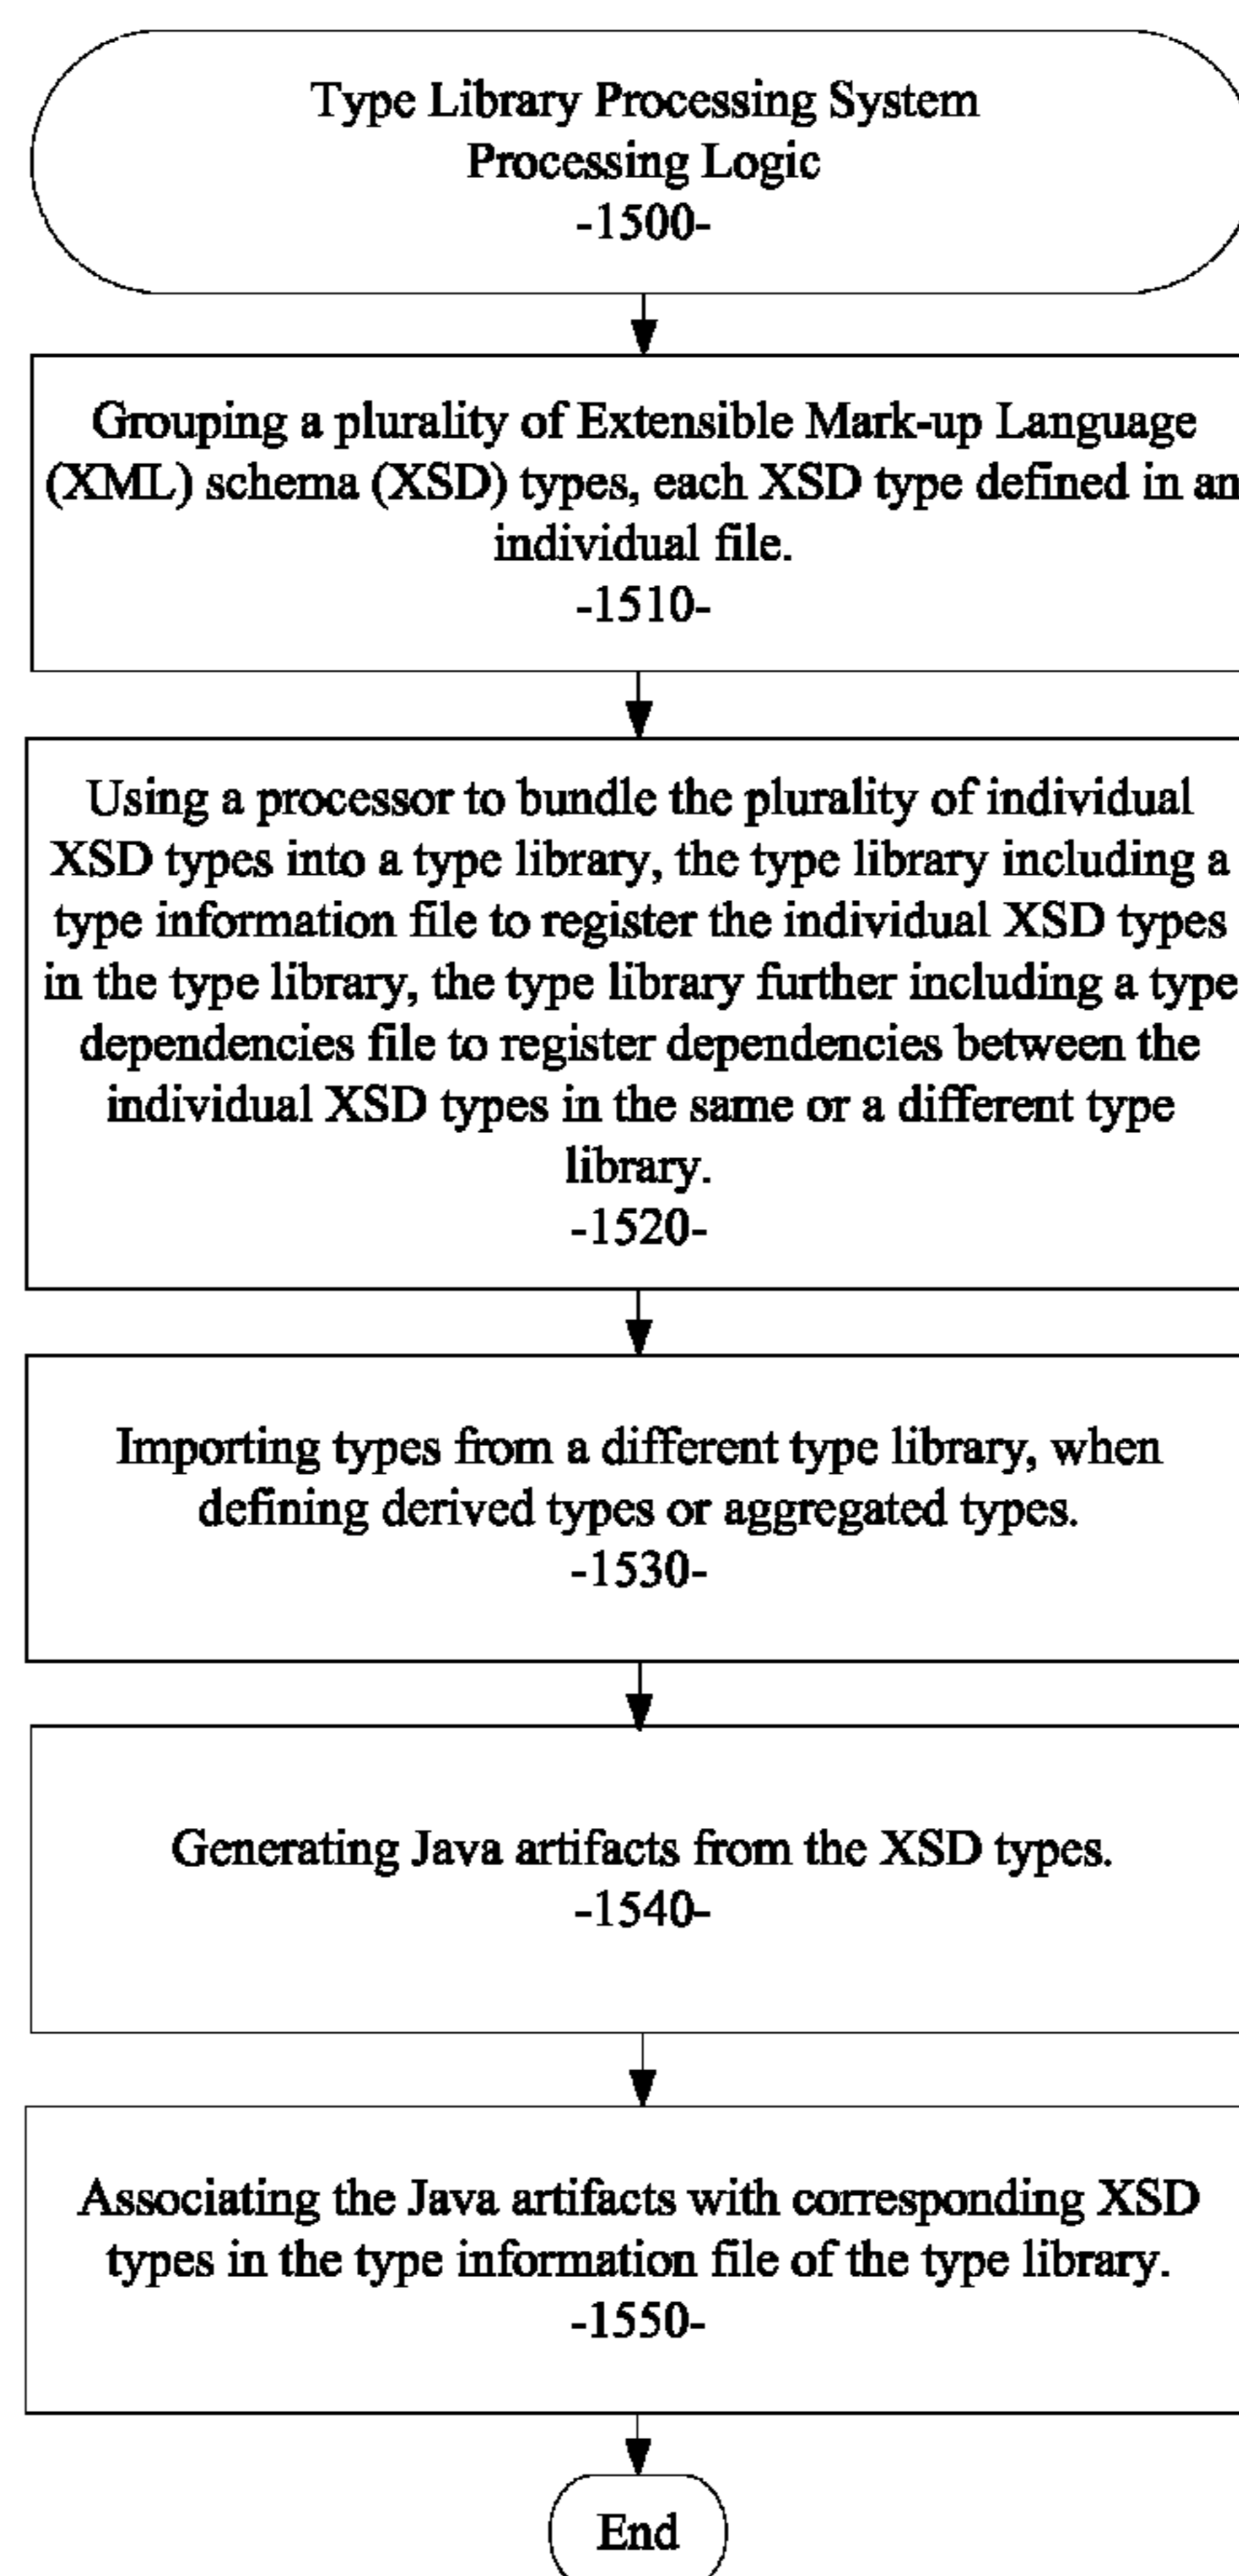 Type Library Processing System
Processing Logic
-1500-
Grouping a plurality of Extensible Mark-up Language
(XML) schema (XSD) types, each XSD type defined in an
individual file.
-1510-
Using a processor to bundle the plurality of individual
XSD types into a type library, the type library including a
type information file to register the individual XSD types
in the type library, the type library further including a type
dependencies file to register dependencies between the
individual XSD types in the same or a different type
library.
-1520-
Importing types from a different type library, when
defining derived types or aggregated types.
-1530-
Generating Java artifacts from the XSD types.
-1540-
Associating the Java artifacts with corresponding XSD
types in the type information file of the type library.
-1550-
End